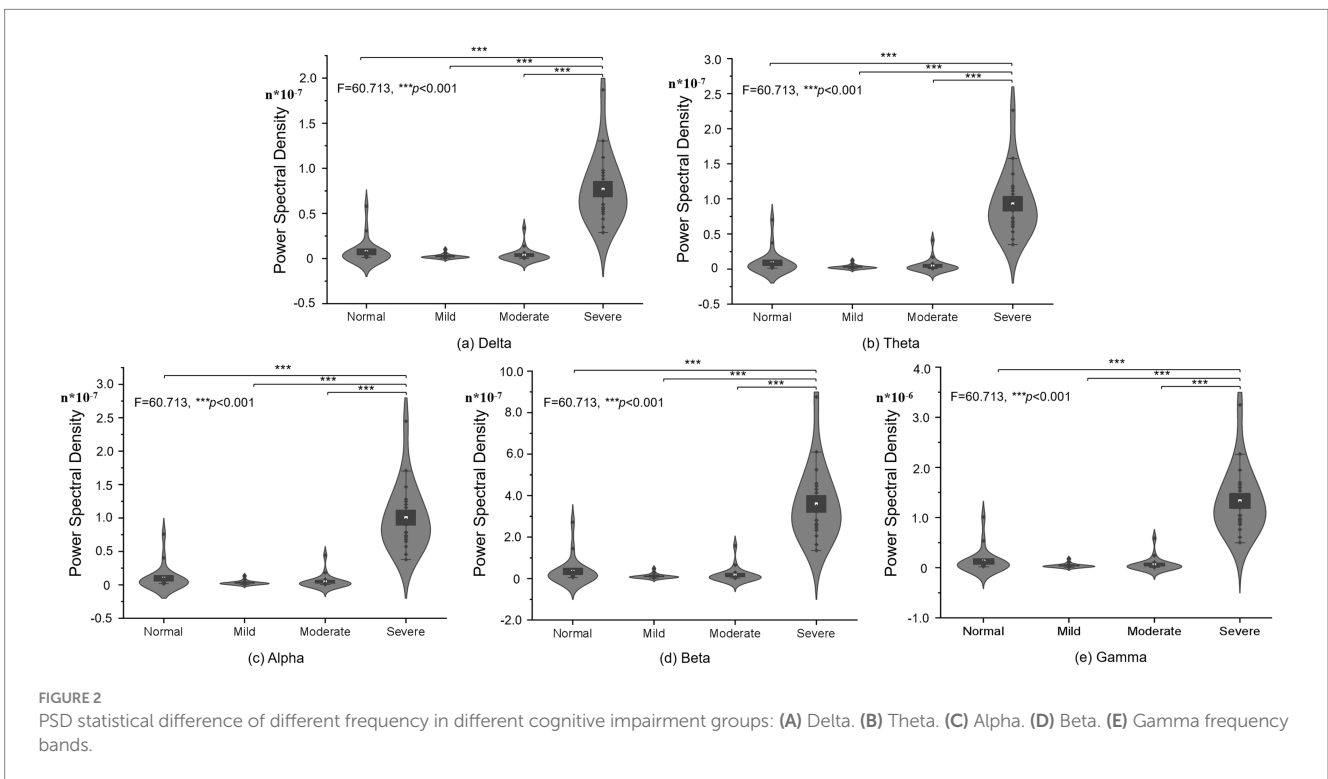 ***
***
***
2.0
n*10-7
F=60.713, ***p<0.001
1.5
1.0
0.5
0
-0.5
Power Spectral Density
Normal Mild Moderate Severe
(a) Delta
***
***
***
3.0
n*10-7
F=60.713, ***p<0.001
2.5
2.0
1.5
1.0
0.5
0
-0.5
Power Spectral Density
Normal Mild Moderate Severe
(b) Theta
***
***
***
3.0
n*10-7
F=60.713, ***p<0.001
2.5
2.0
1.5
1.0
0.5
0
-0.5
Power Spectral Density
Normal Mild Moderate Severe
(c) Alpha
***
***
***
10.0
n*10-7
F=60.713, ***p<0.001
8.0
6.0
4.0
2.0
0
-2.0
Power Spectral Density
Normal Mild Moderate Severe
(d) Beta
***
***
***
4.0
n*10-6
F=60.713, ***p<0.001
3.0
2.0
1.0
0
-1.0
Power Spectral Density
Normal Mild Moderate Severe
(e) Gamma
FIGURE 2
PSD statistical difference of different frequency in different cognitive impairment groups: (A) Delta. (B) Theta. (C) Alpha. (D) Beta. (E) Gamma frequency
bands.